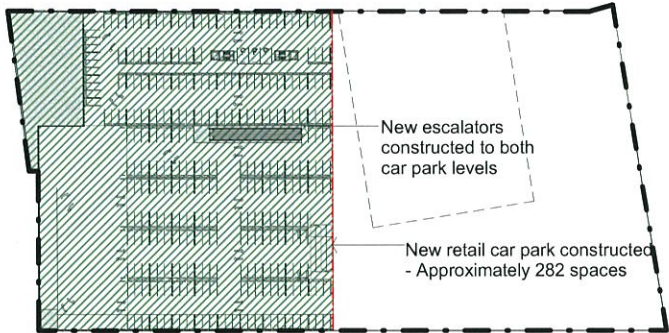 New escalators
constructed to both
car park levels
New retail car park constructed
- Approximately 282 spaces